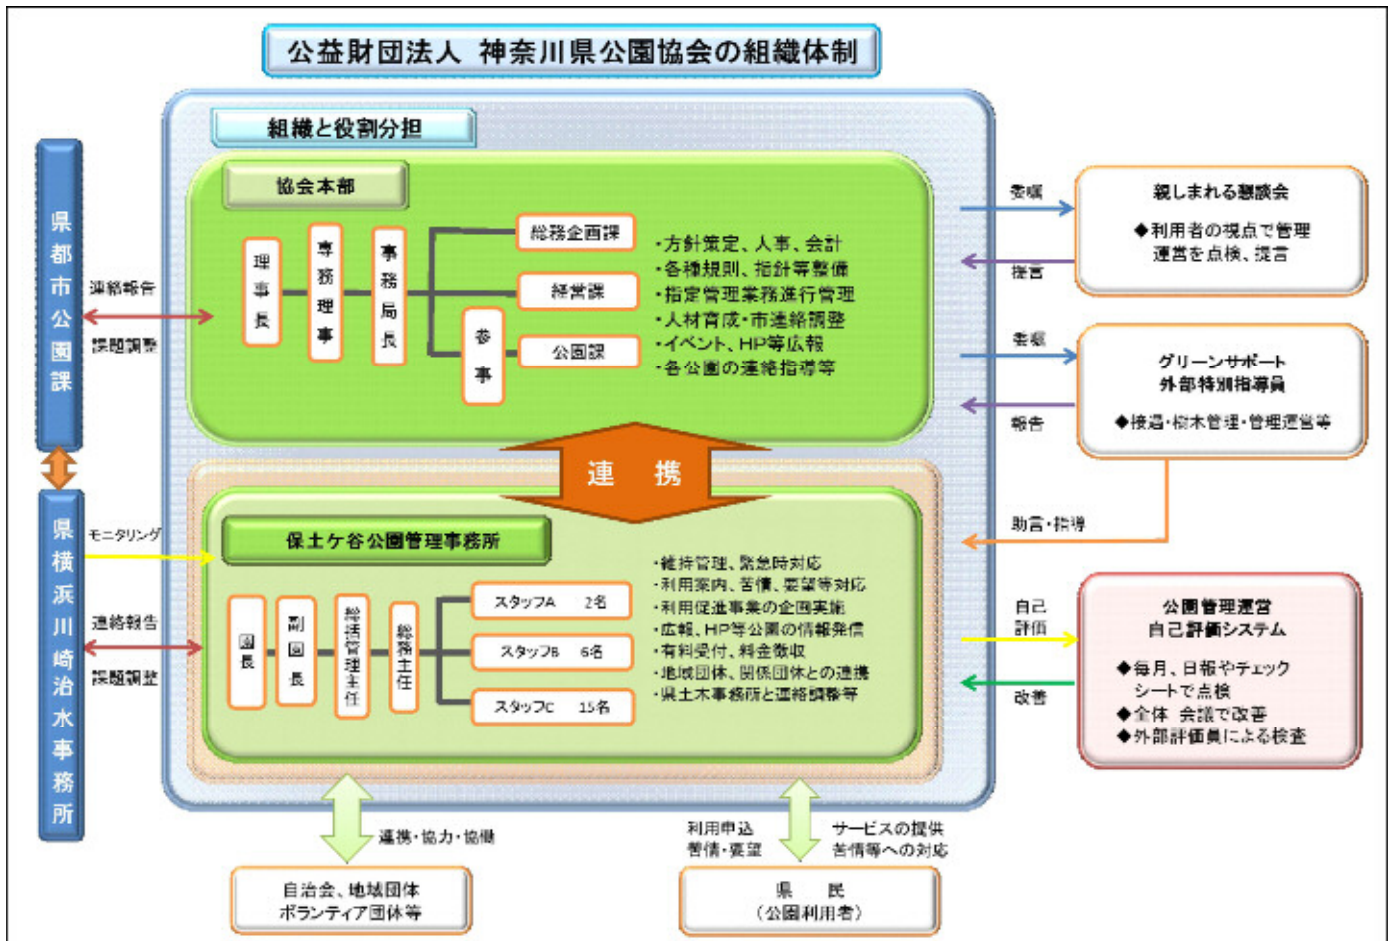 公益財団法人 神奈川県公園協会の組織体制
組織と役割分担
協会本部
理事長
専務理事
事務局長
参事
総務企画課
経営課
公園課
・方針策定、人事、会計
・各種規則、指針等整備
・指定管理業務進行管理
・人材育成・市連絡調整
・イベント、HP等広報
・各公園の連絡指導等
連 携
保土ケ谷公園管理事務所
園長
副園長
総括管理主任
総務主任
スタッフA 2名
スタッフB 6名
スタッフC 15名
・維持管理、緊急時対応
・利用案内、苦情、要望等対応
・利用促進事業の企画実施
・広報、HP等公園の情報発信
・有料受付、料金徴収
・地域団体、関係団体との連携
・県土木事務所と連絡調整等
県都市公園課
連絡報告
課題調整
県横浜川崎治水事務所
モニタリング
連絡報告
課題調整
委嘱
提言
親しまれる懇談会
◆利用者の視点で管理
運営を点検、提言
委嘱
報告
グリーンサポート
外部特別指導員
◆接遇・樹木管理・管理運営等
助言・指導
自己
評価
改善
公園管理運営
自己評価システム
◆毎月、日報やチェック
シートで点検
◆全体 会議で改善
◆外部評価員による検査
連携・協力・協働
自治会、地域団体
ボランティア団体等
利用申込
苦情・要望
サービスの提供
苦情等への対応
県 民
（公園利用者）